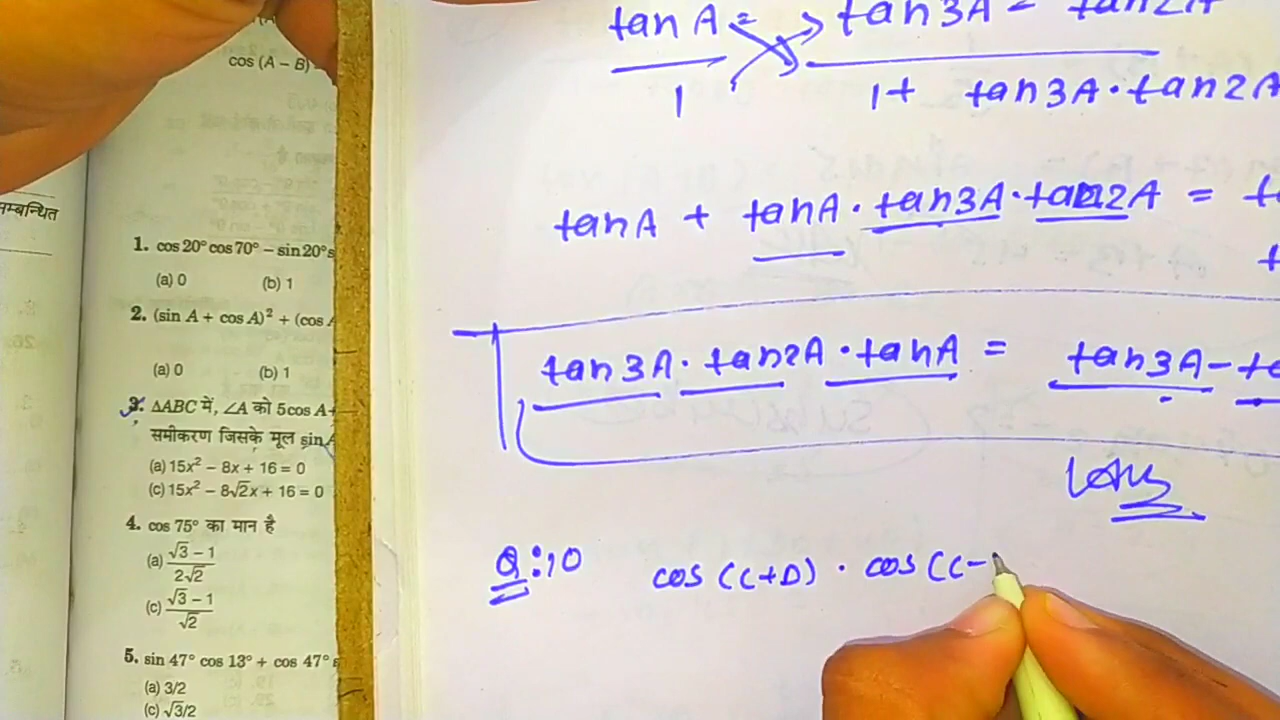 cos (A – B)
म्बन्धित
1. cos 20° cos 70° – sin 20° s
(a) 0 (b) 1
2. (sin A + cos A)² + (cos A
(a) 0 (b) 1
3. ΔABC में, ∠A को 5 cos A +
समीकरण जिसके मूल sin A
(a) 15x² – 8x + 16 = 0
(c) 15x² – 8√2x + 16 = 0
4. cos 75° का मान है
(a) (√3 – 1)/(2√2)
(c) (√3 – 1)/√2
5. sin 47° cos 13° + cos 47° s
(a) 3/2
(c) √3/2
tan A = tan 3A – tan 2A
1 1 + tan 3A . tan 2A
tan A + tan A . tan 3A . tan 2A = t
tan 3A . tan 2A . tan A = tan 3A – ta
Ans
Q:10 cos (C+D) . cos (C–